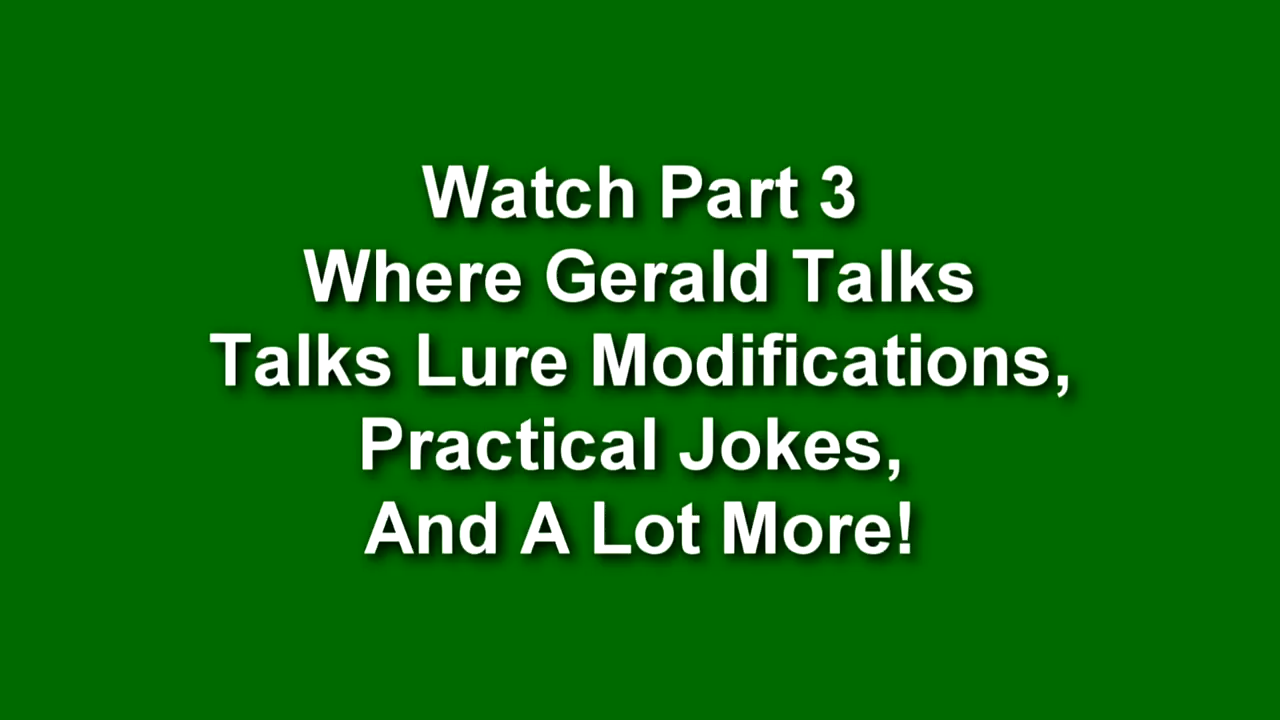 Watch Part 3
Where Gerald Talks
Talks Lure Modifications,
Practical Jokes,
And A Lot More!